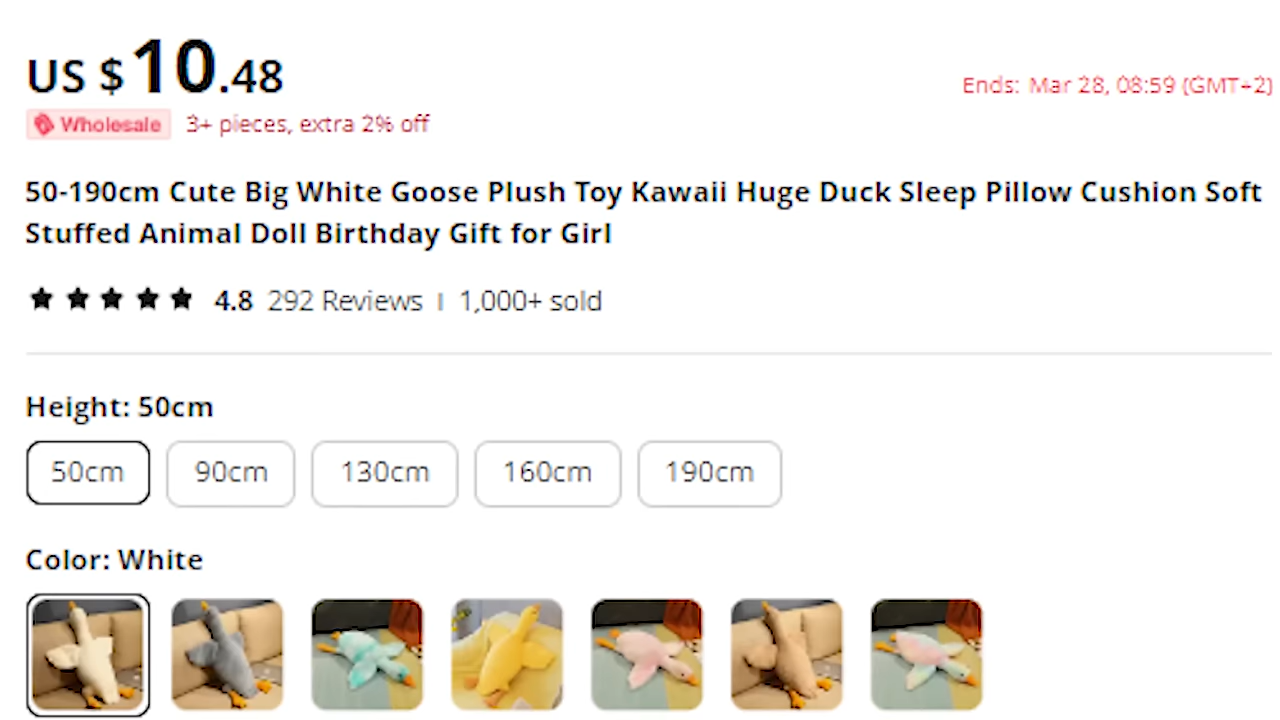 US $10.48
Ends: Mar 28, 08:59 (GMT+2)
Wholesale 3+ pieces, extra 2% off
50-190cm Cute Big White Goose Plush Toy Kawaii Huge Duck Sleep Pillow Cushion Soft
Stuffed Animal Doll Birthday Gift for Girl
4.8 292 Reviews | 1,000+ sold
Height: 50cm
50cm 90cm 130cm 160cm 190cm
Color: White